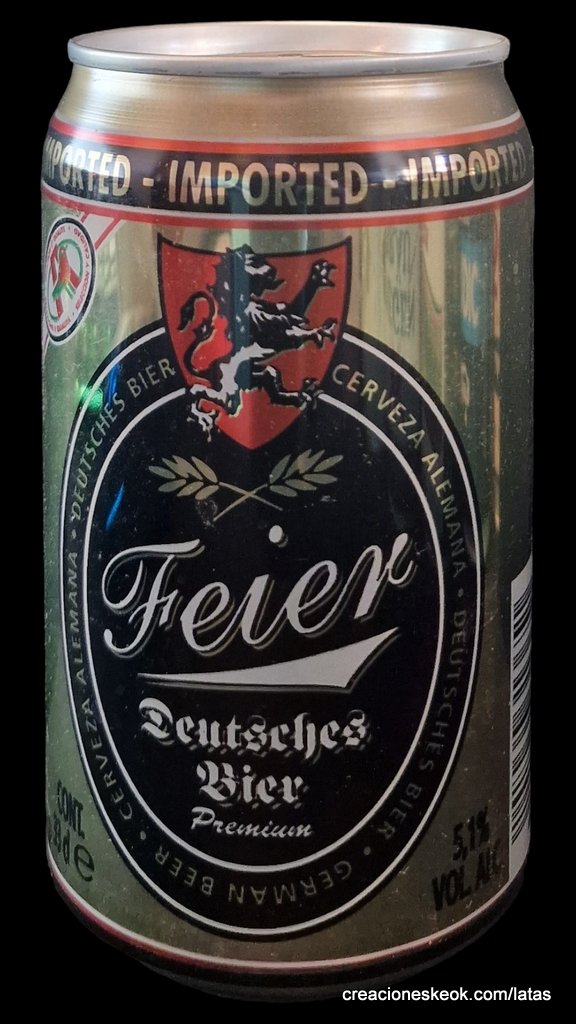 IMPORTED - IMPORTED - IMPORTED
DEUTSCHES BIER
CERVEZA ALEMANA • DEUTSCHES BIER • GERMAN BEER • CERVEZA ALEMANA •
Feier
Deutsches
Bier
Premium
CONT.
e
5,1%
VOL ALC
creacioneskeok.com/latas